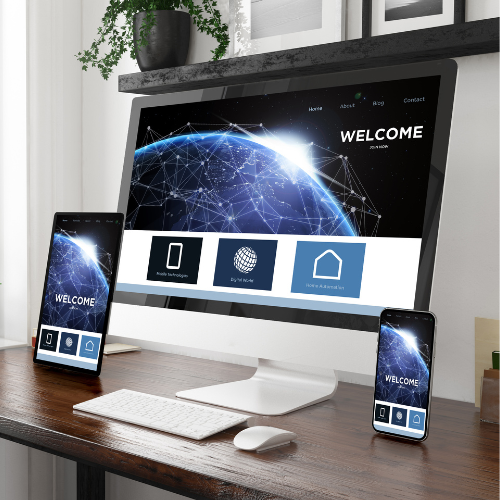 Home About Blog Contact
WELCOME
JOIN NOW
Mobile Technologies
Digital World
Home Automation
WELCOME
WELCOME